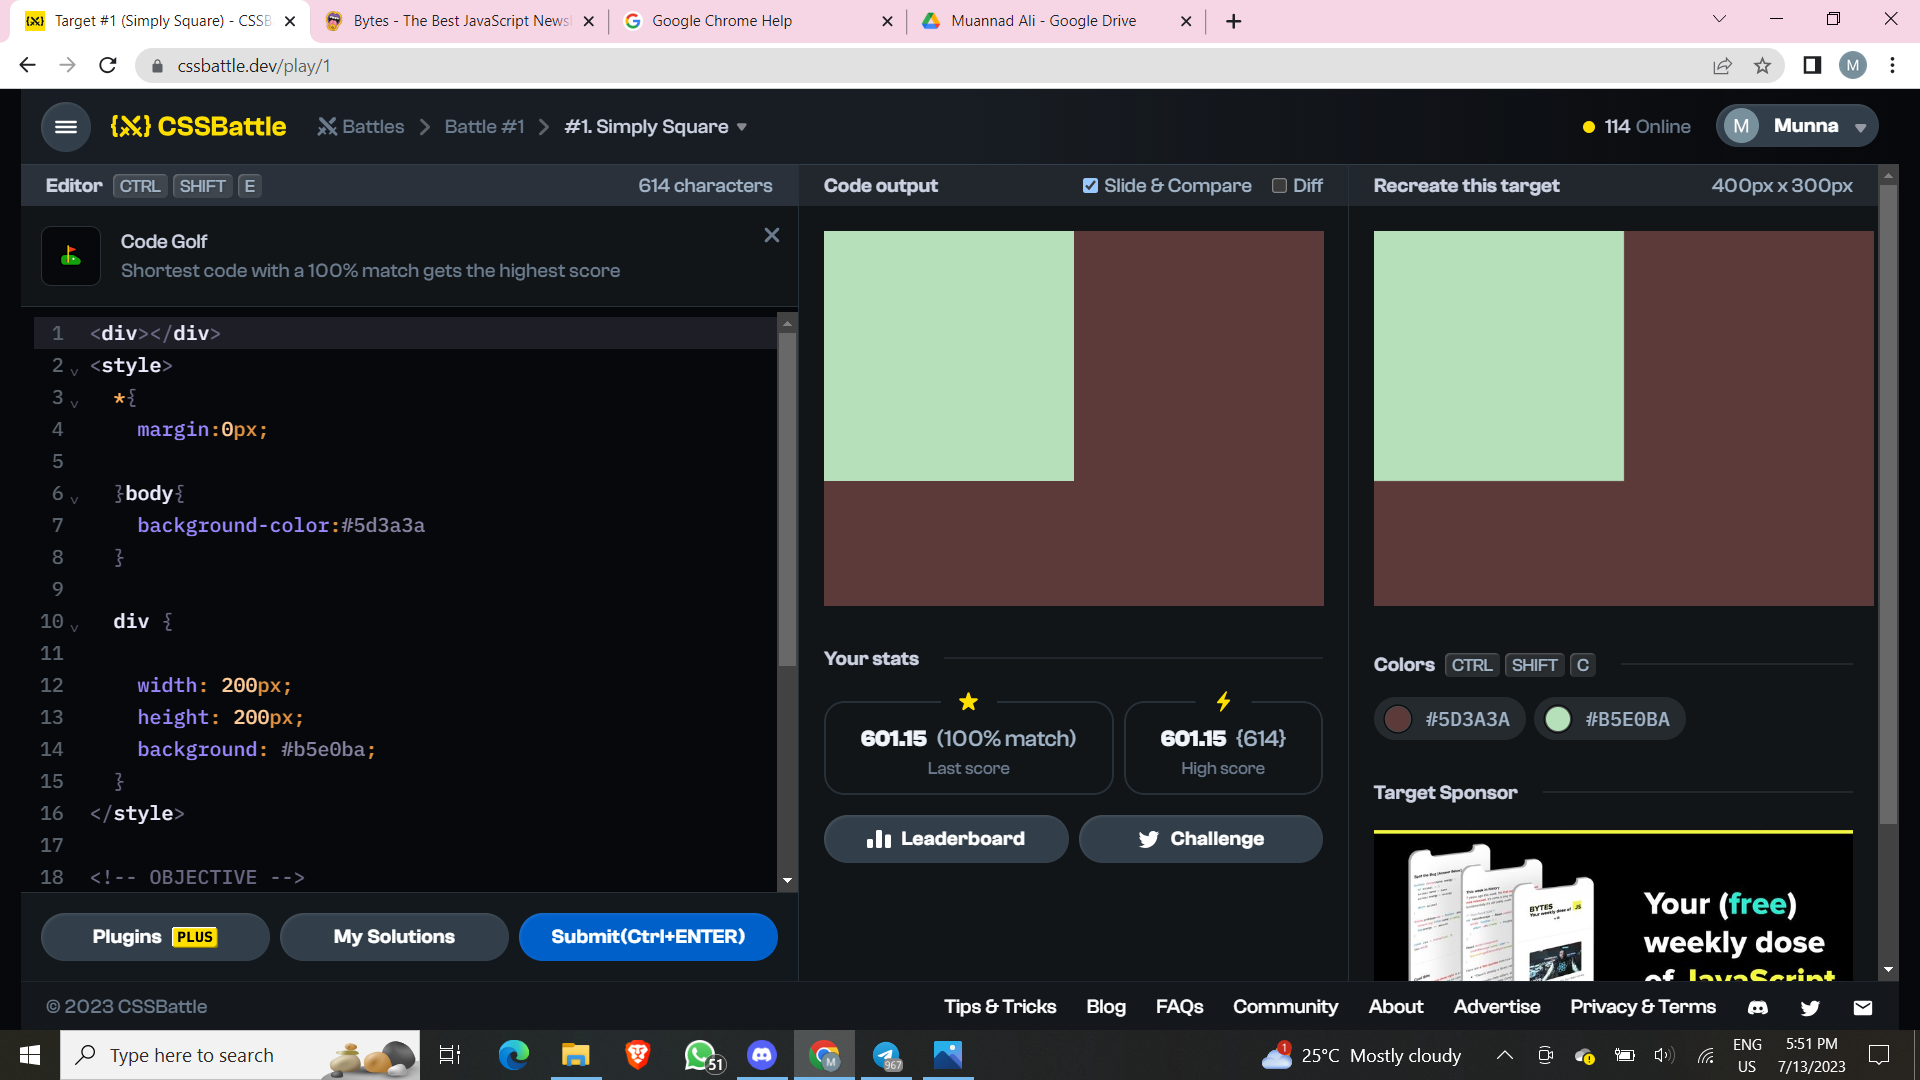 Target #1 (Simply Square) - CSSB
Bytes - The Best JavaScript News
Google Chrome Help
Muannad Ali - Google Drive
cssbattle.dev/play/1
M
{X} CSSBattle
Battles
Battle #1
#1. Simply Square
114 Online
M Munna
Editor CTRL SHIFT E
614 characters
Code output
Slide & Compare
Diff
Recreate this target
400px x 300px
Code Golf
Shortest code with a 100% match gets the highest score
1 <div></div>
2 <style>
3 *{
4 margin:0px;
5
6 }body{
7 background-color:#5d3a3a
8 }
9
10 div {
11
12 width: 200px;
13 height: 200px;
14 background: #b5e0ba;
15 }
16 </style>
17
18 <!-- OBJECTIVE -->
Your stats
601.15 (100% match)
Last score
601.15 {614}
High score
Leaderboard
Challenge
Colors CTRL SHIFT C
#5D3A3A
#B5E0BA
Target Sponsor
BYTES
Your (free)
weekly dose
of JavaScript
Plugins PLUS
My Solutions
Submit(Ctrl+ENTER)
© 2023 CSSBattle
Tips & Tricks
Blog
FAQs
Community
About
Advertise
Privacy & Terms
Type here to search
51
M
967
1
25°C Mostly cloudy
ENG
US
5:51 PM
7/13/2023